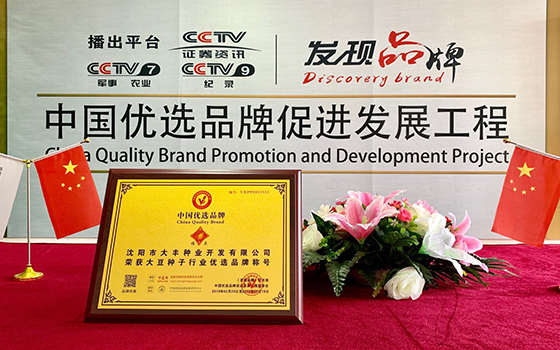 播出平台
CCTV
证券资讯
CCTV 7
军事 农业
CCTV 9
纪录
发现品牌
Discovery brand
中国优选品牌促进发展工程
China Quality Brand Promotion and Development Project
中国优选品牌
China Quality Brand
沈阳市大丰种业开发有限公司
荣获大豆种子行业优选品牌称号